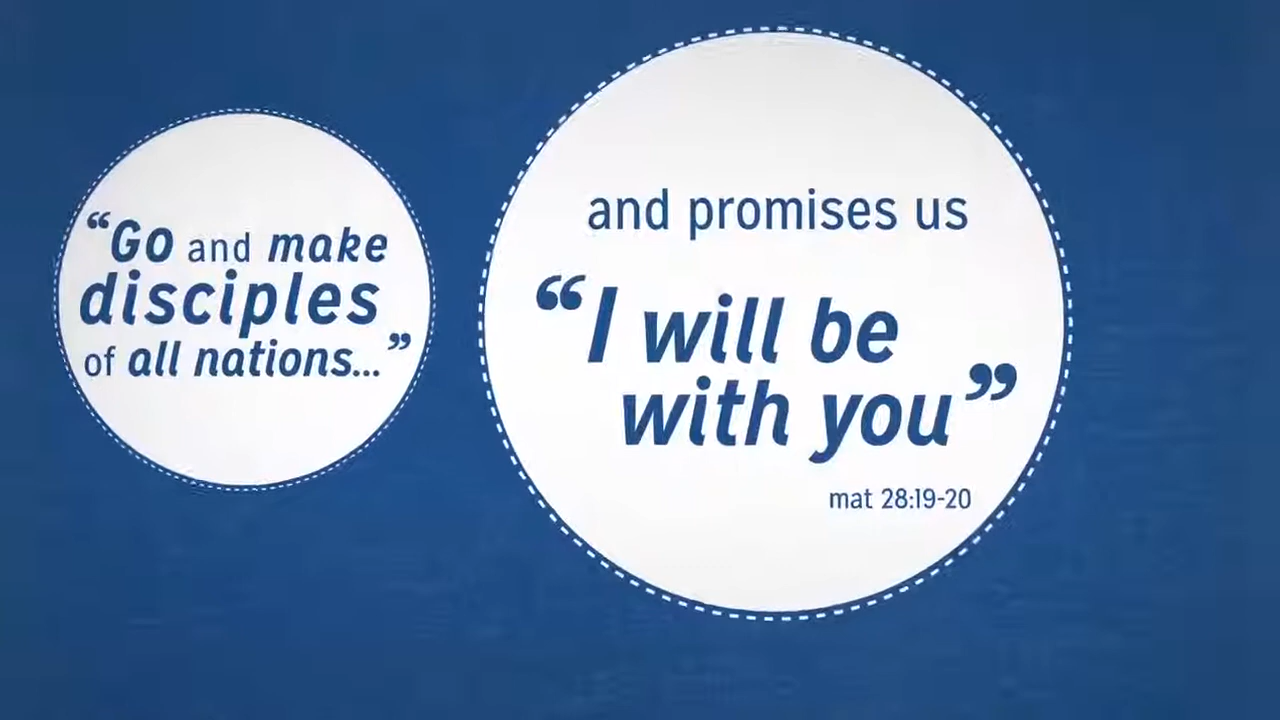 “Go and make
disciples
of all nations...”
and promises us
“I will be
with you”
mat 28:19-20